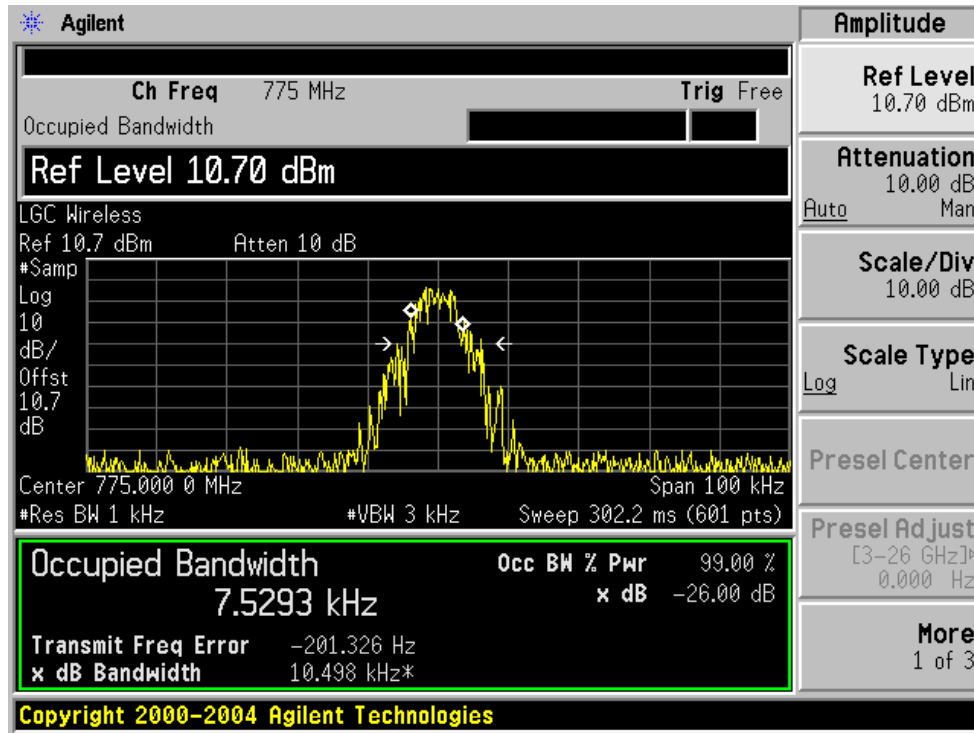 Agilent
Ch Freq 775 MHz Trig Free
Occupied Bandwidth
Ref Level 10.70 dBm
LGC Wireless
Ref 10.7 dBm Atten 10 dB
#Samp
Log
10
dB/
Offst
10.7
dB
Center 775.000 0 MHz Span 100 kHz
#Res BW 1 kHz #VBW 3 kHz Sweep 302.2 ms (601 pts)
Occupied Bandwidth
7.5293 kHz
Occ BW % Pwr 99.00 %
x dB -26.00 dB
Transmit Freq Error -201.326 Hz
x dB Bandwidth 10.498 kHz*
Copyright 2000-2004 Agilent Technologies
Amplitude
Ref Level
10.70 dBm
Attenuation
10.00 dB
Auto Man
Scale/Div
10.00 dB
Scale Type
Log Lin
Presel Center
Presel Adjust
[3-26 GHz]
0.000 Hz
More
1 of 3